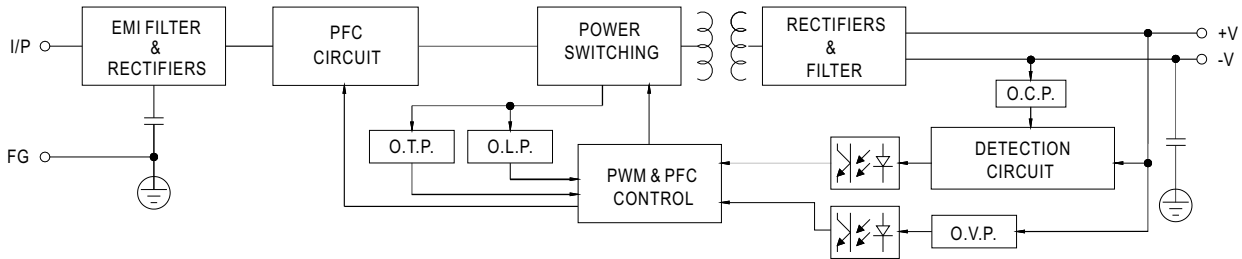 I/P
EMI FILTER
&
RECTIFIERS
PFC
CIRCUIT
POWER
SWITCHING
RECTIFIERS
&
FILTER
+V
-V
O.C.P.
FG
O.T.P.
O.L.P.
PWM & PFC
CONTROL
DETECTION
CIRCUIT
O.V.P.